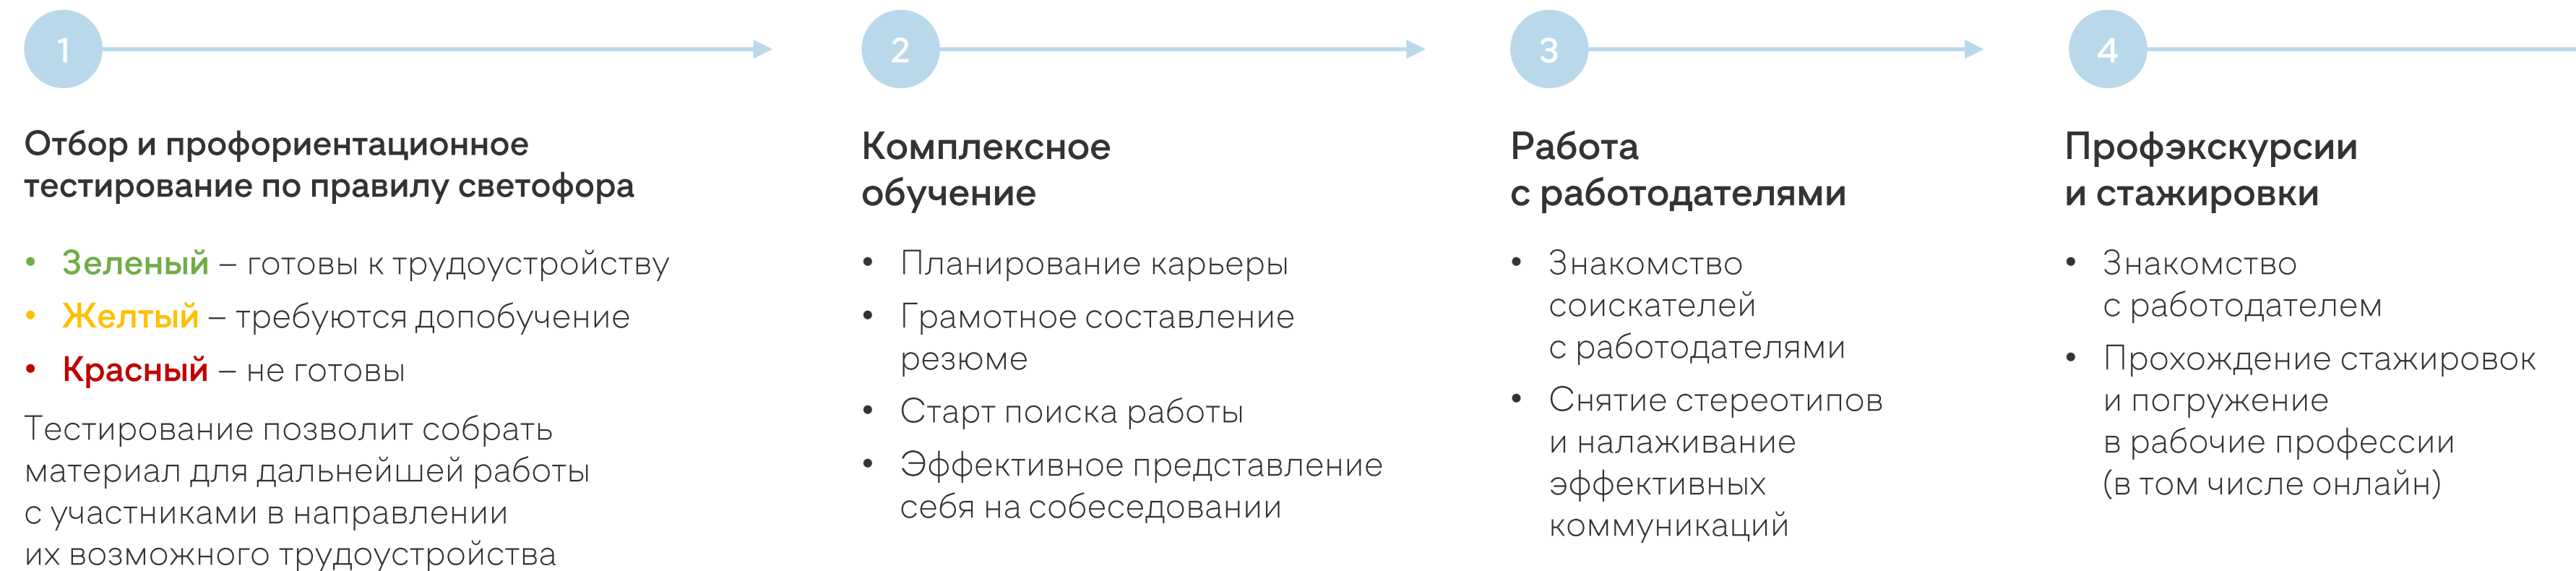 1
Отбор и профориентационное
тестирование по правилу светофора
• Зеленый – готовы к трудоустройству
• Желтый – требуются допобучение
• Красный – не готовы
Тестирование позволит собрать
материал для дальнейшей работы
с участниками в направлении
их возможного трудоустройства
2
Комплексное
обучение
• Планирование карьеры
• Грамотное составление
резюме
• Старт поиска работы
• Эффективное представление
себя на собеседовании
3
Работа
с работодателями
• Знакомство
соискателей
с работодателями
• Снятие стереотипов
и налаживание
эффективных
коммуникаций
4
Профэкскурсии
и стажировки
• Знакомство
с работодателем
• Прохождение стажировок
и погружение
в рабочие профессии
(в том числе онлайн)